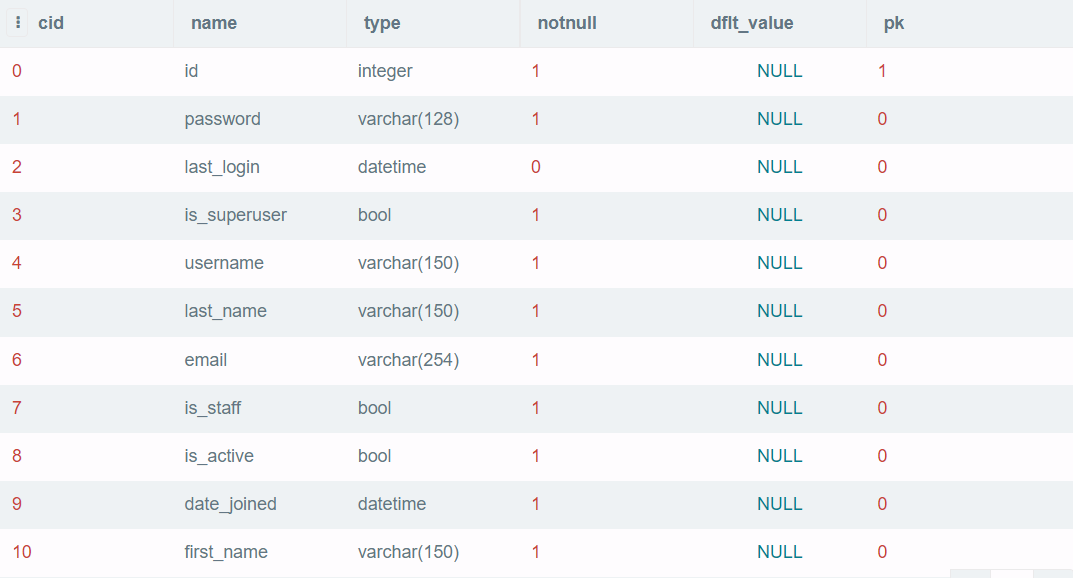 cid name type notnull dflt_value pk
0 id integer 1 NULL 1
1 password varchar(128) 1 NULL 0
2 last_login datetime 0 NULL 0
3 is_superuser bool 1 NULL 0
4 username varchar(150) 1 NULL 0
5 last_name varchar(150) 1 NULL 0
6 email varchar(254) 1 NULL 0
7 is_staff bool 1 NULL 0
8 is_active bool 1 NULL 0
9 date_joined datetime 1 NULL 0
10 first_name varchar(150) 1 NULL 0